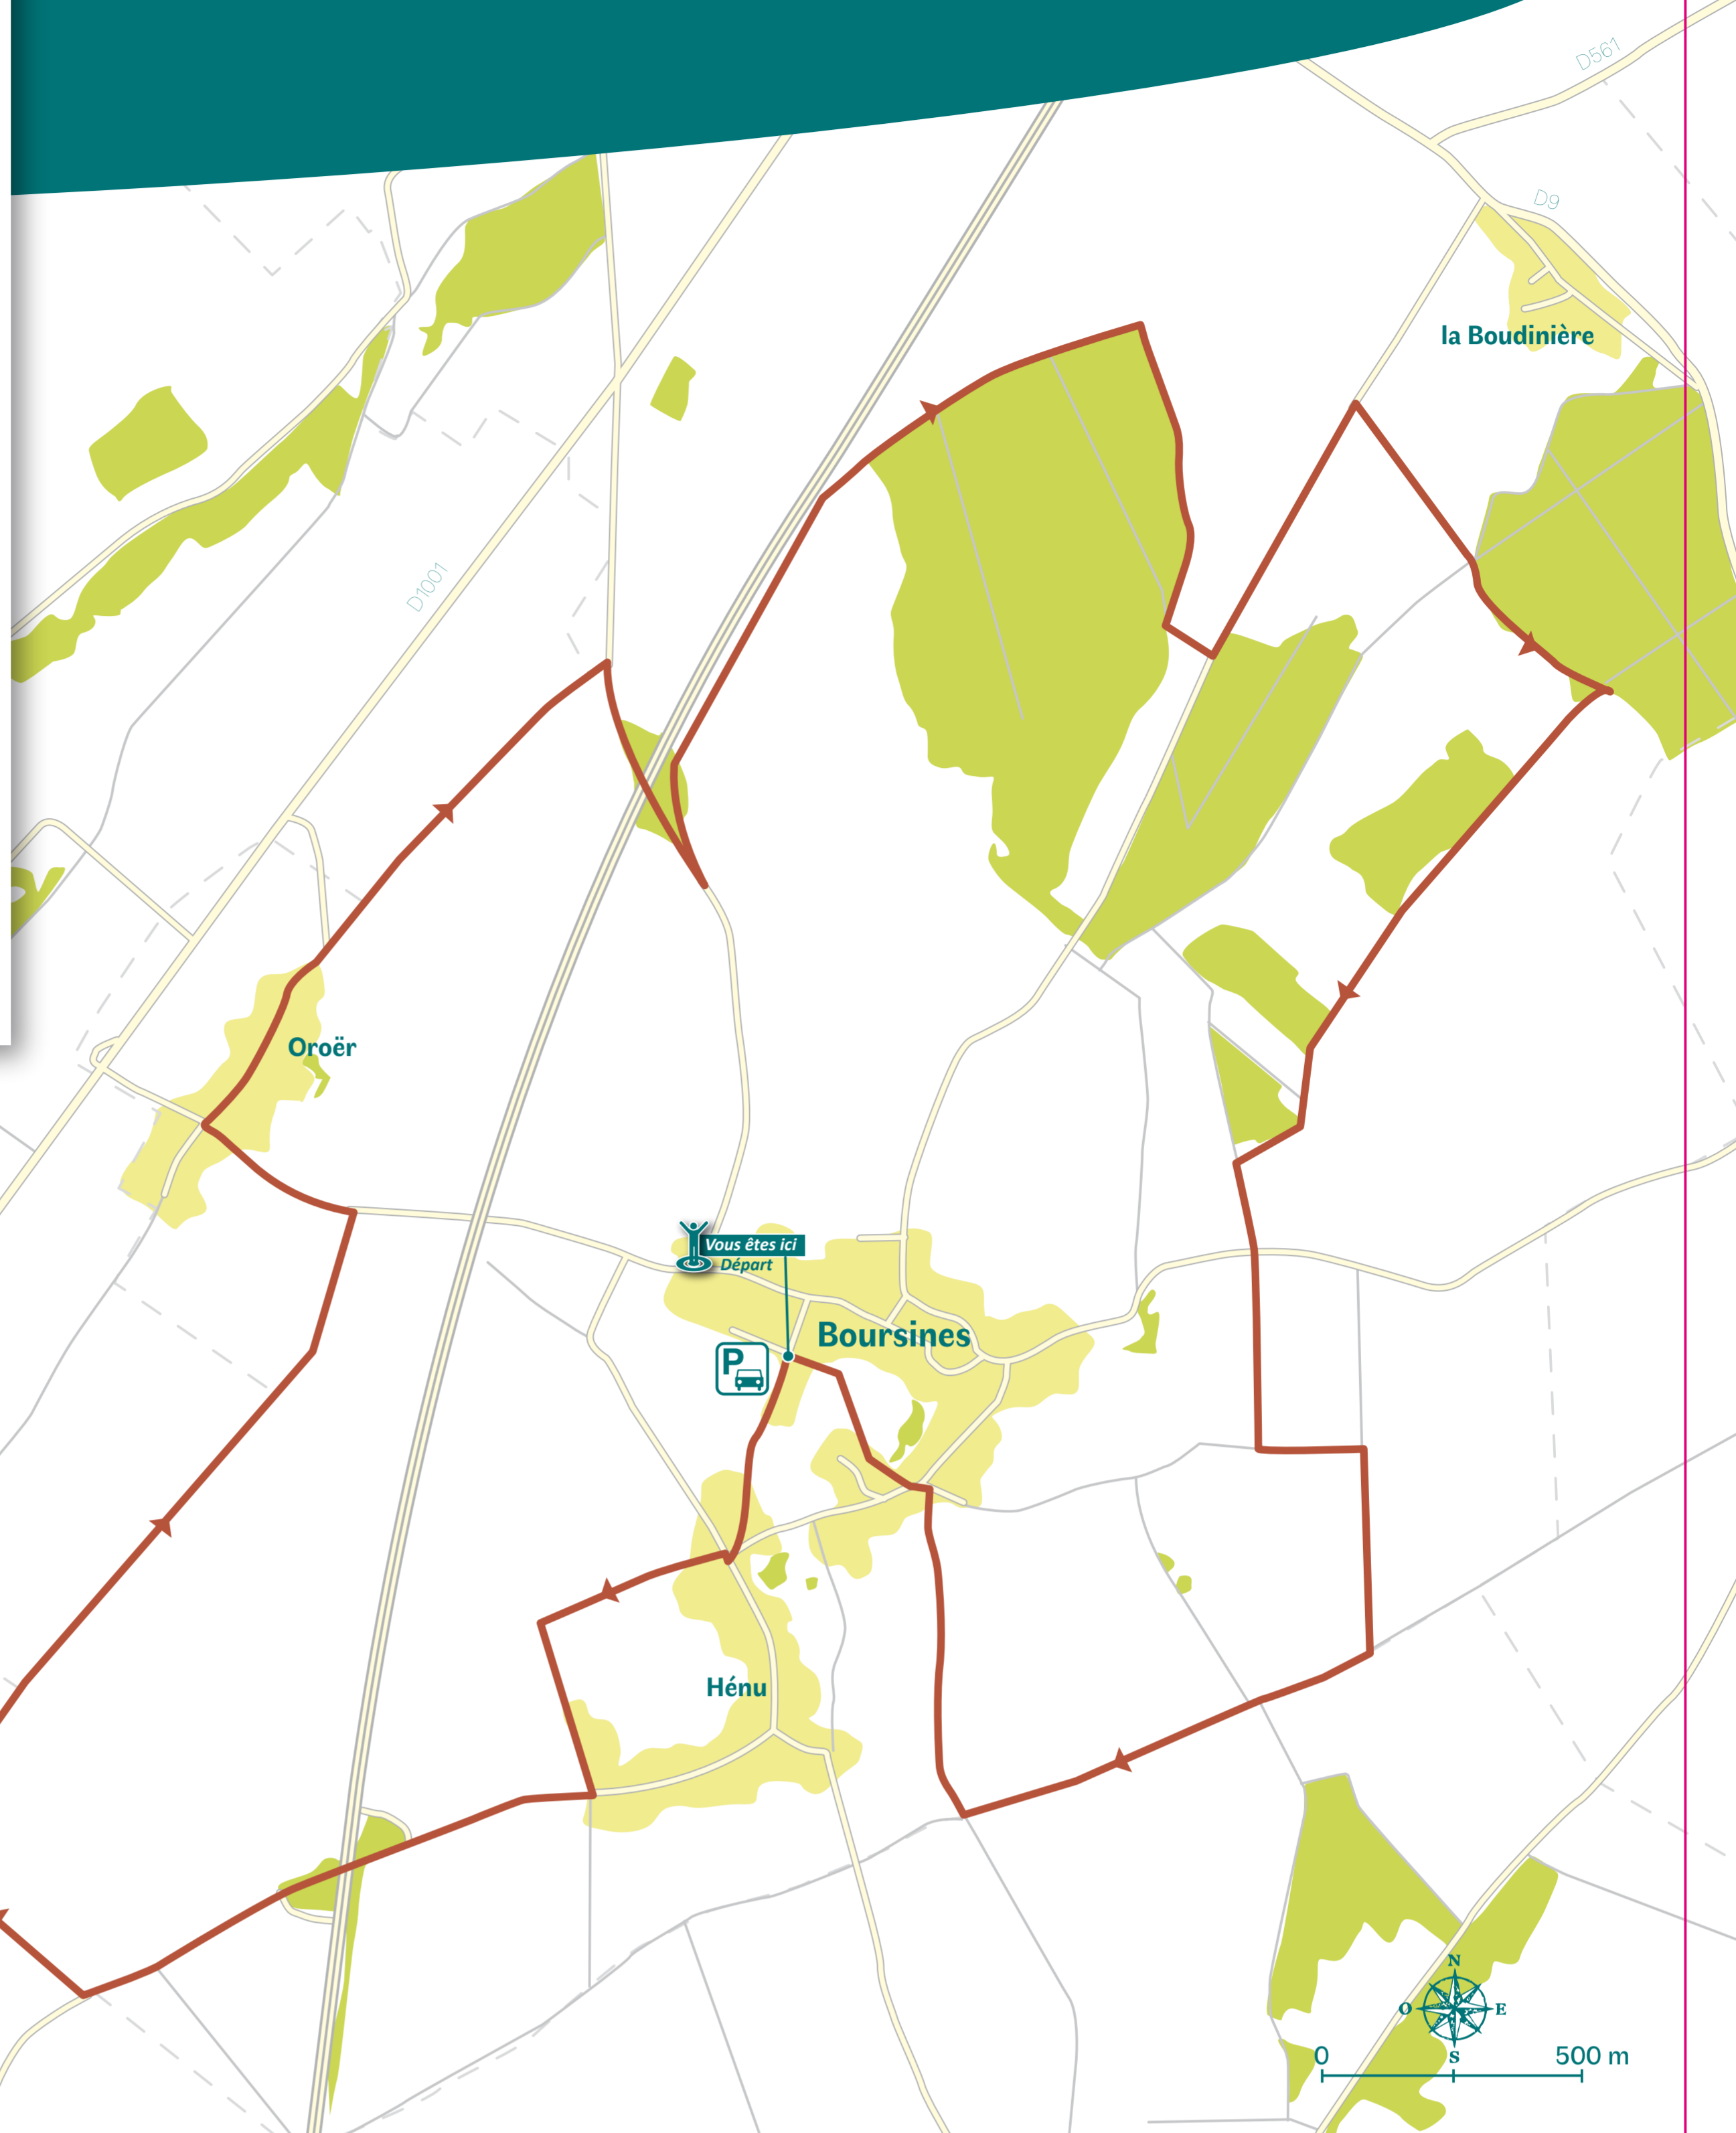 D561
D9
la Boudinière
D1001
Oroër
Vous êtes ici
Départ
Boursines
P
Hénu
N
O
E
S
0
500 m